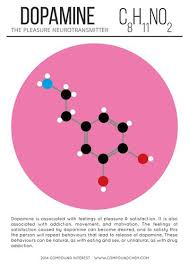 DOPAMINE
THE PLEASURE NEUROTRANSMITTER
C8H11NO2
Dopamine is associated with feelings of pleasure & satisfaction. It is also
associated with addiction, movement, and motivation. The feelings of
satisfaction caused by dopamine can become desired, and to satisfy this
the person will repeat behaviours that lead to release of dopamine. These
behaviours can be natural, as with eating and sex, or unnatural, as with drug
addiction.
2014 COMPOUND INTEREST - WWW.COMPOUNDCHEM.COM